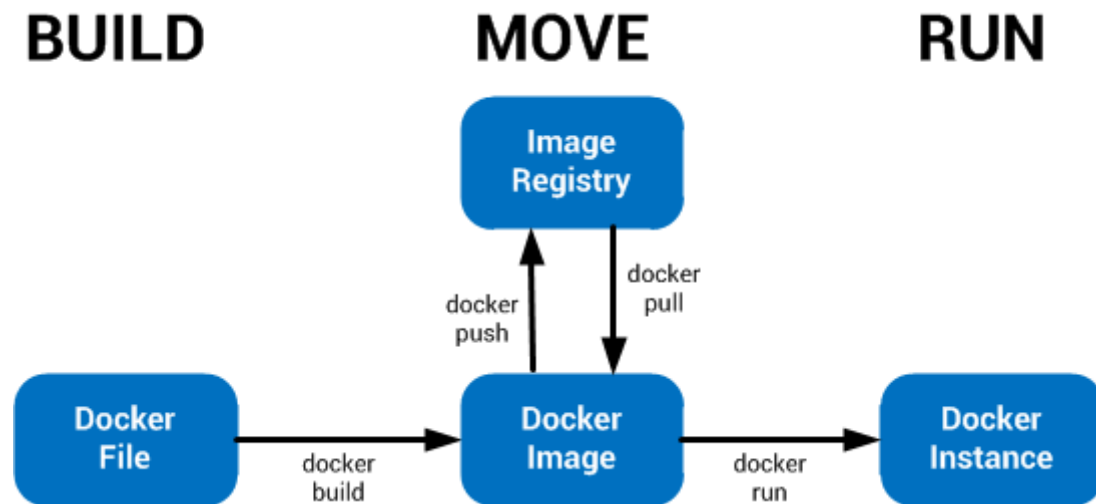 BUILD
MOVE
RUN
Image
Registry
docker
push
docker
pull
Docker
File
docker
build
Docker
Image
docker
run
Docker
Instance